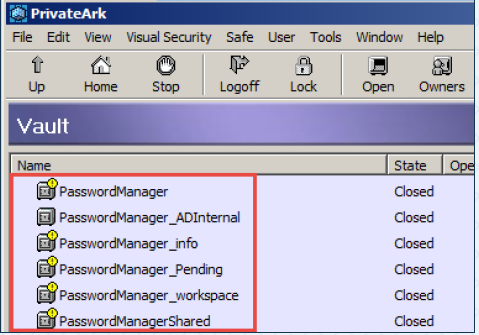 PrivateArk
File Edit View Visual Security Safe User Tools Window Help
Up Home Stop Logoff Lock Open Owners
Vault
Name State Ope
PasswordManager Closed
PasswordManager_ADInternal Closed
PasswordManager_info Closed
PasswordManager_Pending Closed
PasswordManager_workspace Closed
PasswordManagerShared Closed